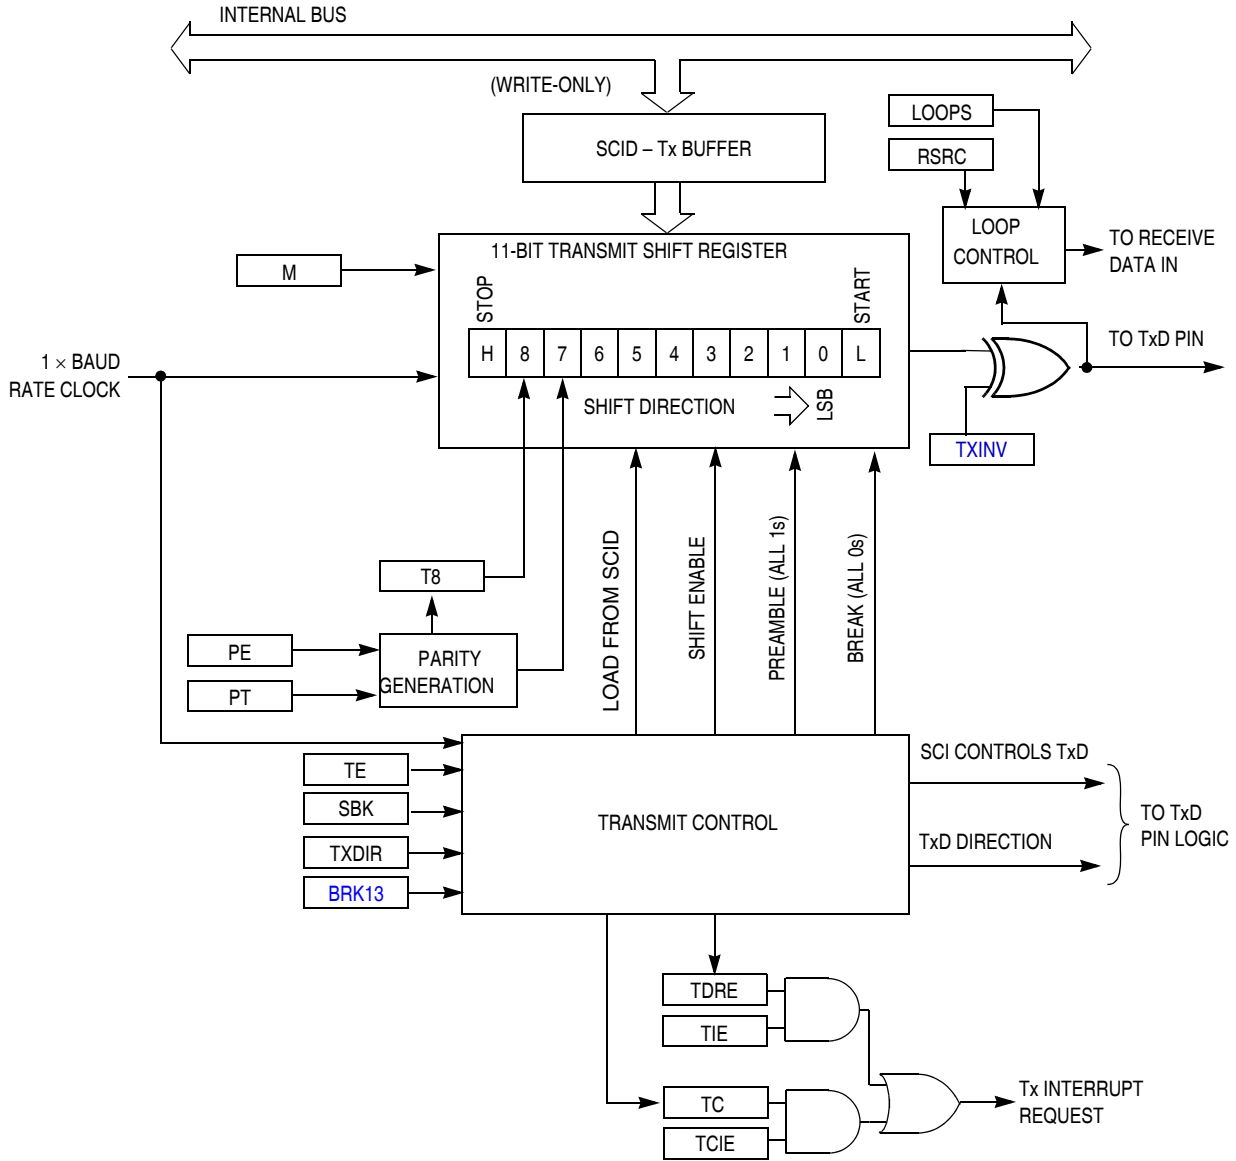 INTERNAL BUS
(WRITE-ONLY)
SCID – Tx BUFFER
LOOPS
RSRC
LOOP
CONTROL
TO RECEIVE
DATA IN
11-BIT TRANSMIT SHIFT REGISTER
M
STOP
START
H 8 7 6 5 4 3 2 1 0 L
1 × BAUD
RATE CLOCK
SHIFT DIRECTION
LSB
TO TxD PIN
TXINV
LOAD FROM SCID
SHIFT ENABLE
PREAMBLE (ALL 1s)
BREAK (ALL 0s)
T8
PE
PT
PARITY
GENERATION
TE
SBK
TXDIR
BRK13
TRANSMIT CONTROL
SCI CONTROLS TxD
TxD DIRECTION
TO TxD
PIN LOGIC
TDRE
TIE
TC
TCIE
Tx INTERRUPT
REQUEST